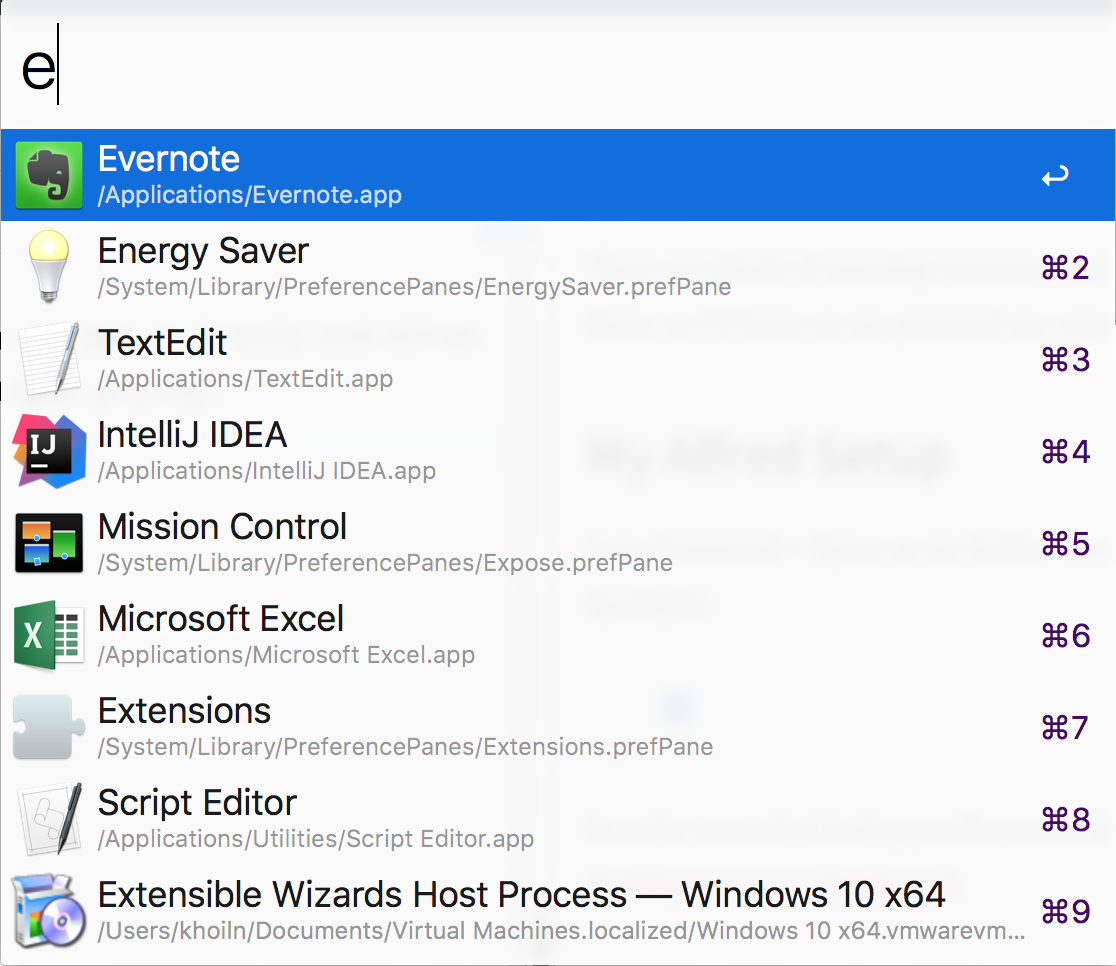 e
Evernote
/Applications/Evernote.app
Energy Saver
/System/Library/PreferencePanes/EnergySaver.prefPane
⌘2
TextEdit
/Applications/TextEdit.app
⌘3
IJ
IntelliJ IDEA
/Applications/IntelliJ IDEA.app
⌘4
Mission Control
/System/Library/PreferencePanes/Expose.prefPane
⌘5
X
Microsoft Excel
/Applications/Microsoft Excel.app
⌘6
Extensions
/System/Library/PreferencePanes/Extensions.prefPane
⌘7
Script Editor
/Applications/Utilities/Script Editor.app
⌘8
Extensible Wizards Host Process — Windows 10 x64
/Users/khoiln/Documents/Virtual Machines.localized/Windows 10 x64.vmwarevm...
⌘9
My Alfred Setup